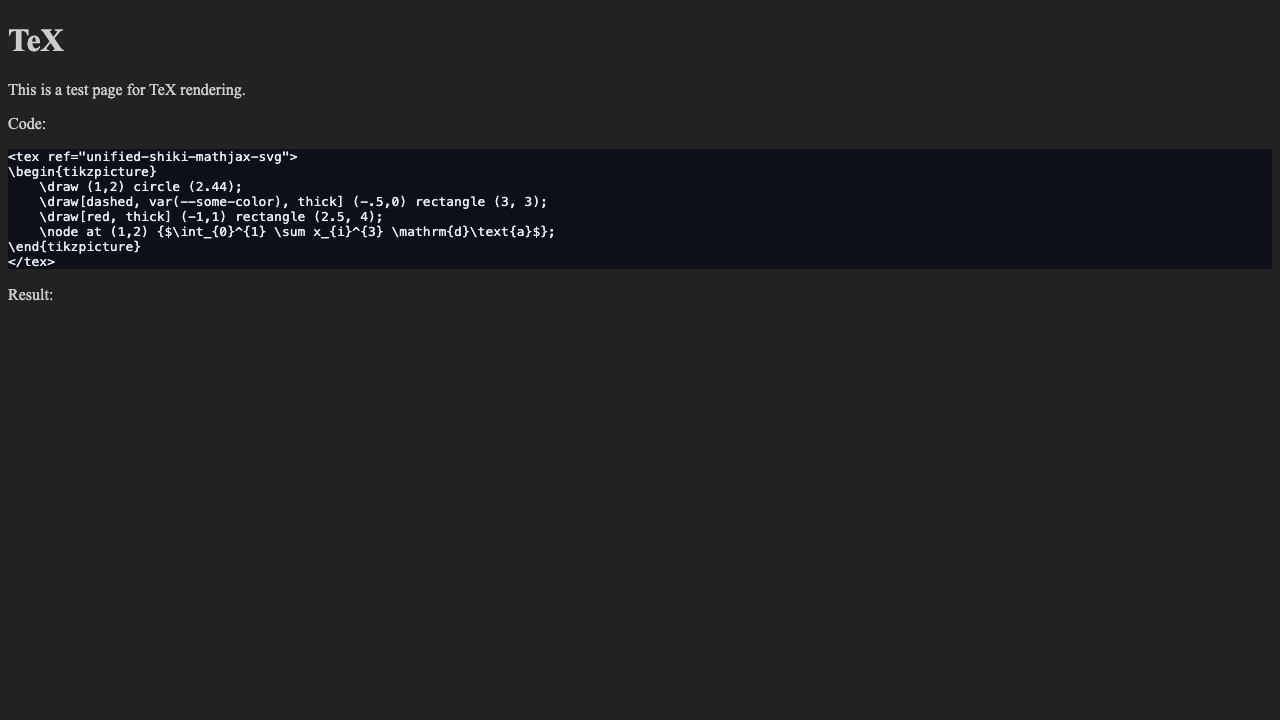 TeX
This is a test page for TeX rendering.
Code:
<tex ref="unified-shiki-mathjax-svg">
\begin{tikzpicture}
    \draw (1,2) circle (2.44);
    \draw[dashed, var(--some-color), thick] (-.5,0) rectangle (3, 3);
    \draw[red, thick] (-1,1) rectangle (2.5, 4);
    \node at (1,2) {$\int_{0}^{1} \sum x_{i}^{3} \mathrm{d}\text{a}$};
\end{tikzpicture}
</tex>
Result: